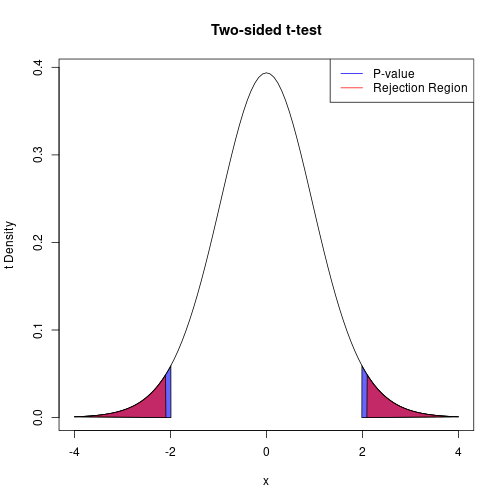 Two-sided t-test
P-value
Rejection Region
t Density
0.4
0.3
0.2
0.1
0.0
-4
-2
0
2
4
x